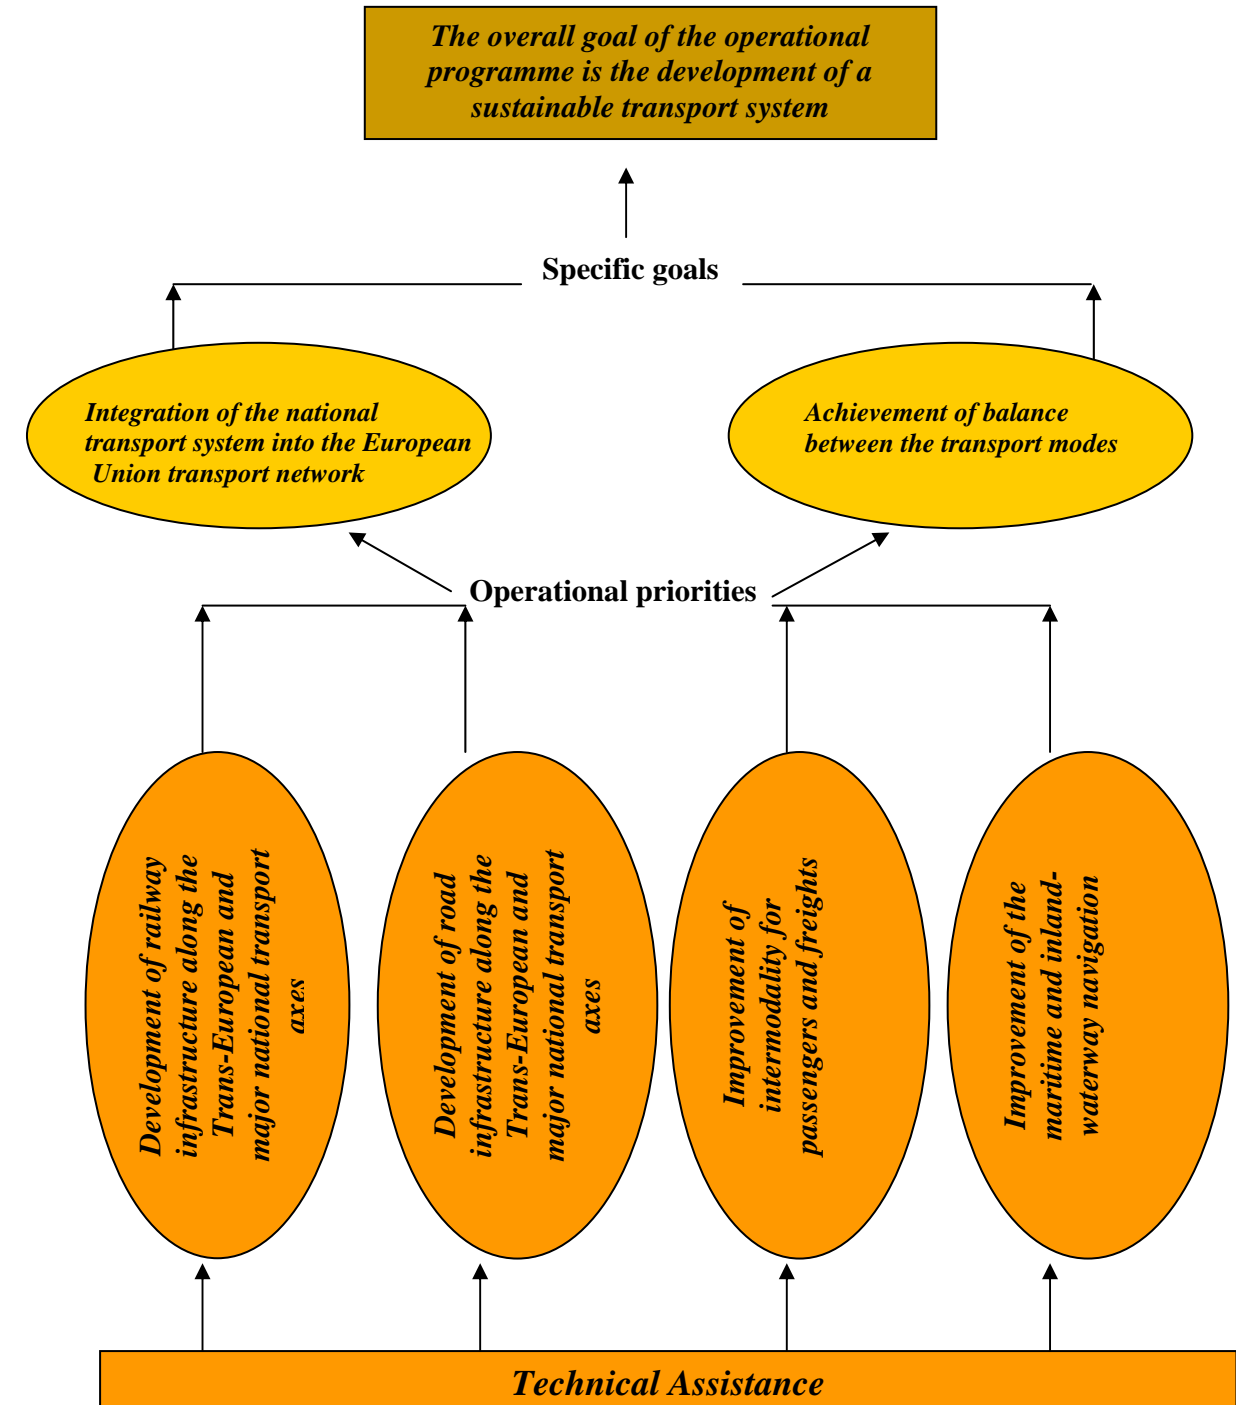 The overall goal of the operational
programme is the development of a
sustainable transport system
Specific goals
Integration of the national
transport system into the European
Union transport network
Achievement of balance
between the transport modes
Operational priorities
Development of railway
infrastructure along the
Trans-European and
major national transport
axes
Development of road
infrastructure along the
Trans-European and
major national transport
axes
Improvement of
intermodality for
passengers and freights
Improvement of the
maritime and inland-
waterway navigation
Technical Assistance